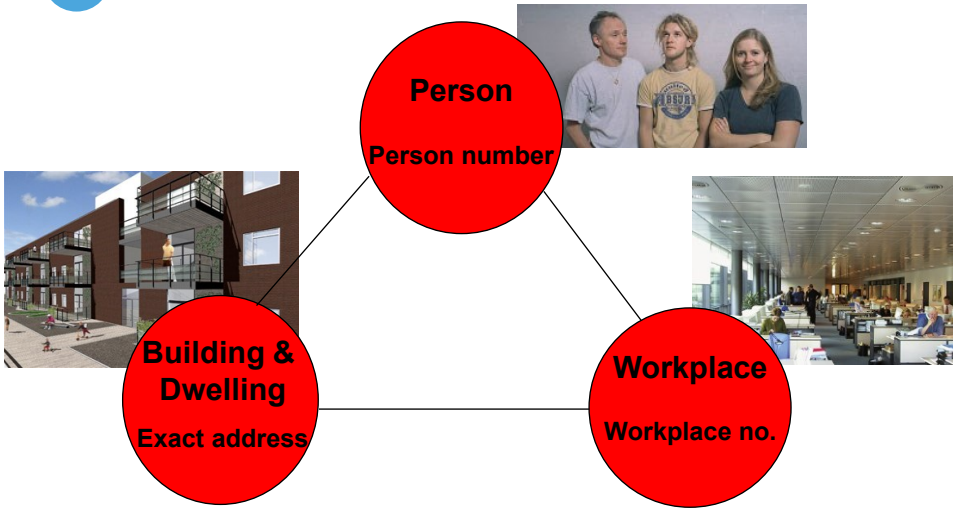 Person
Person number
Building &
Dwelling
Exact address
Workplace
Workplace no.